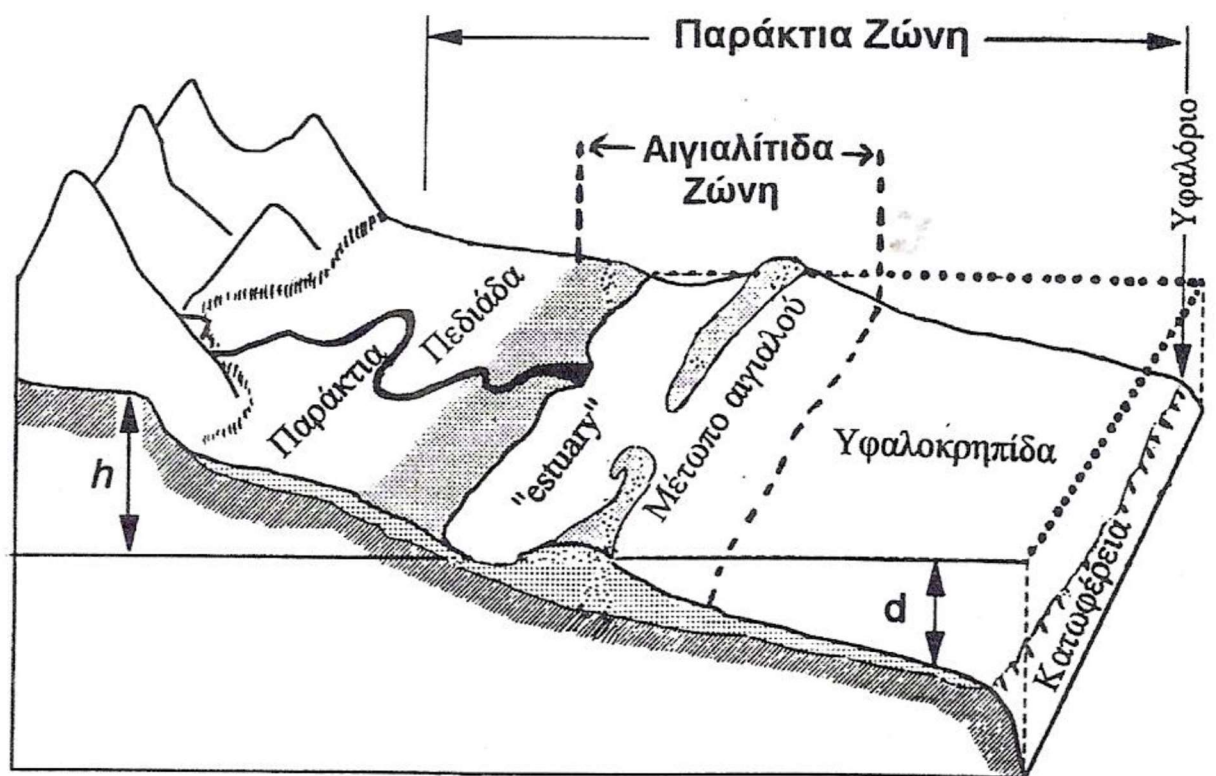 Παράκτια Ζώνη
Υφαλόριο
Αιγιαλίτιδα
Ζώνη
Πεδιάδα
Παράκτια
"estuary"
Μέτωπο αιγιαλού
Υφαλοκρηπίδα
Κατωφέρεια
h
d